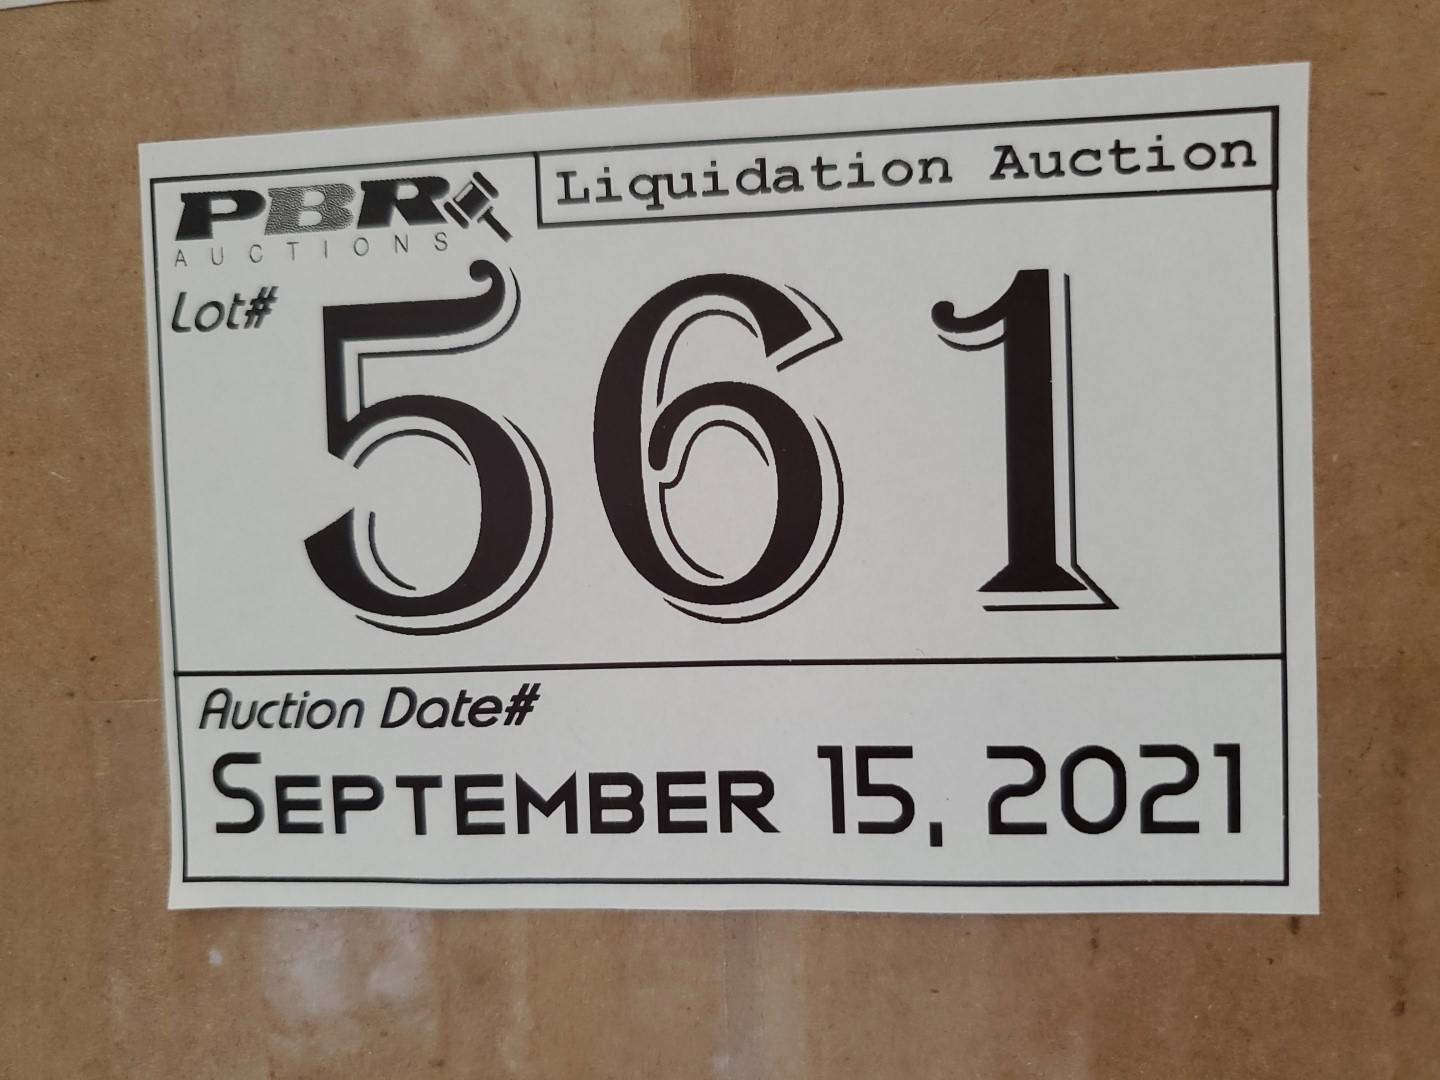 PBR
AUCTIONS
Liquidation Auction
Lot#
561
Auction Date#
SEPTEMBER 15, 2021